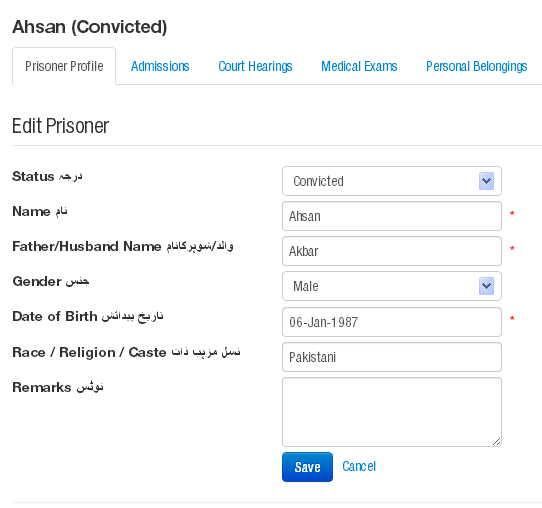 Ahsan (Convicted)
Prisoner Profile Admissions Court Hearings Medical Exams Personal Belongings
Edit Prisoner
Status درجہ Convicted
Name نام Ahsan *
Father/Husband Name والد/شوہرکانام Akbar *
Gender جنس Male
Date of Birth تاریخ پیدائش 06-Jan-1987 *
Race / Religion / Caste نسل مزہب ذات Pakistani
Remarks نوٹس
Save Cancel